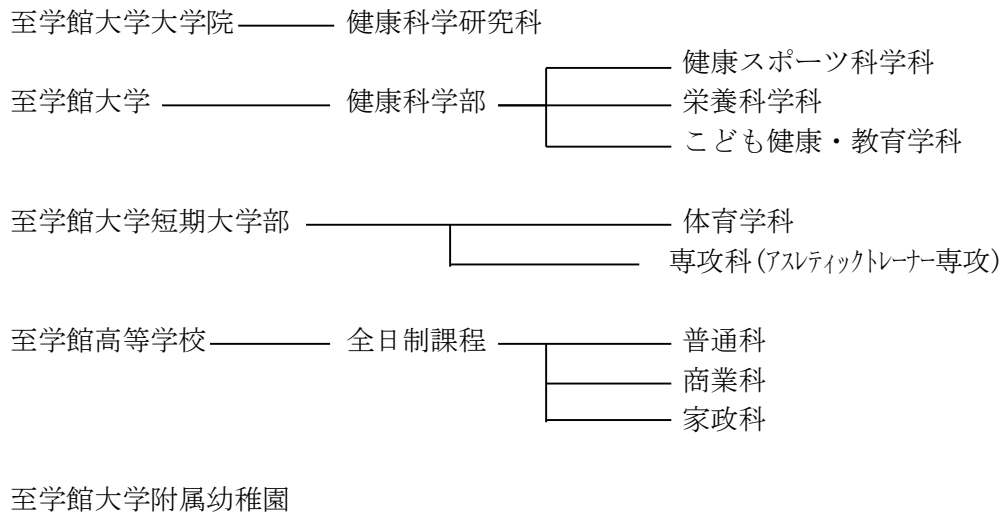 至学館大学大学院 健康科学研究科
健康スポーツ科学科
至学館大学 健康科学部 栄養科学科
こども健康・教育学科
至学館大学短期大学部 体育学科
専攻科(ｱｽﾚﾃｨｯｸﾄﾚｰﾅｰ専攻)
至学館高等学校 全日制課程 普通科
商業科
家政科
至学館大学附属幼稚園